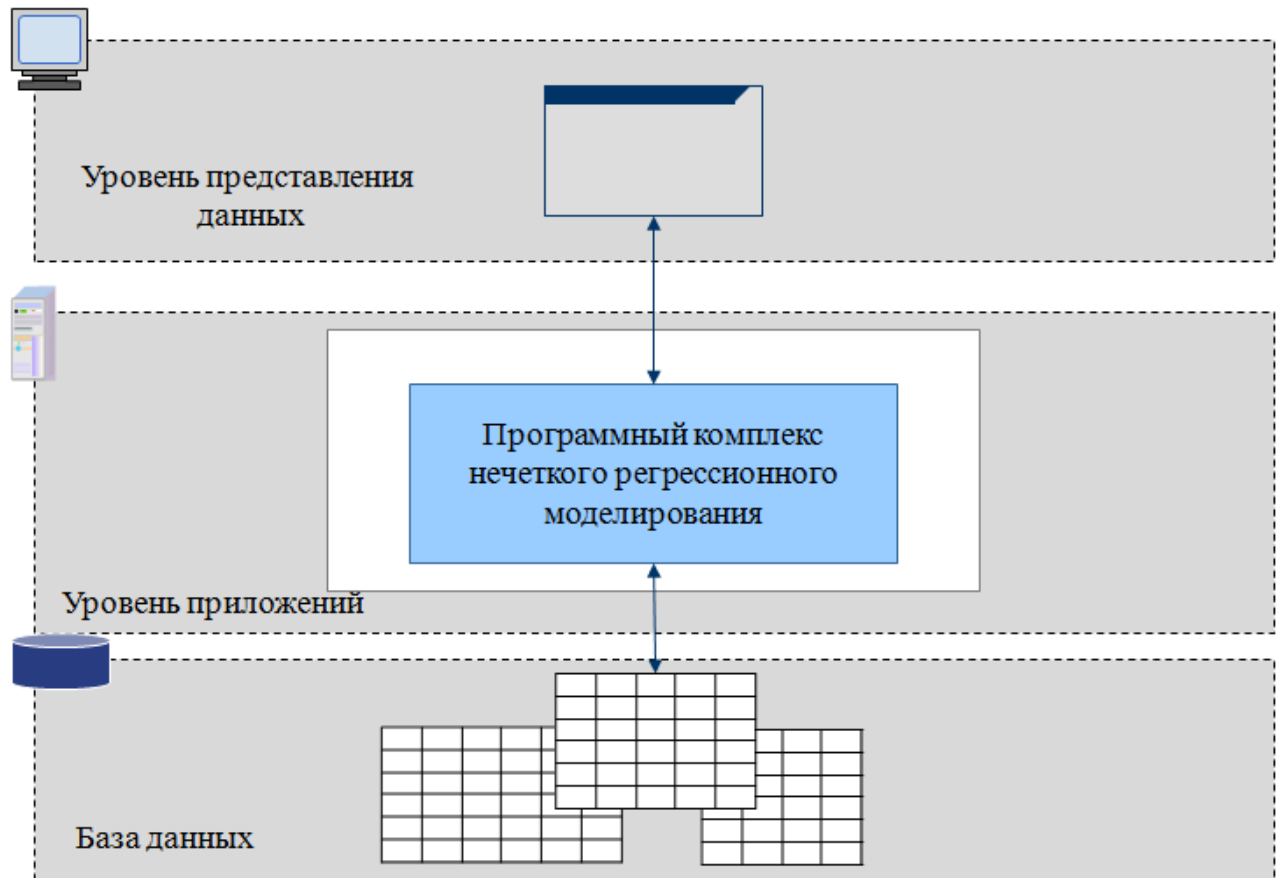 Уровень представления
данных
Программный комплекс
нечеткого регрессионного
моделирования
Уровень приложений
База данных